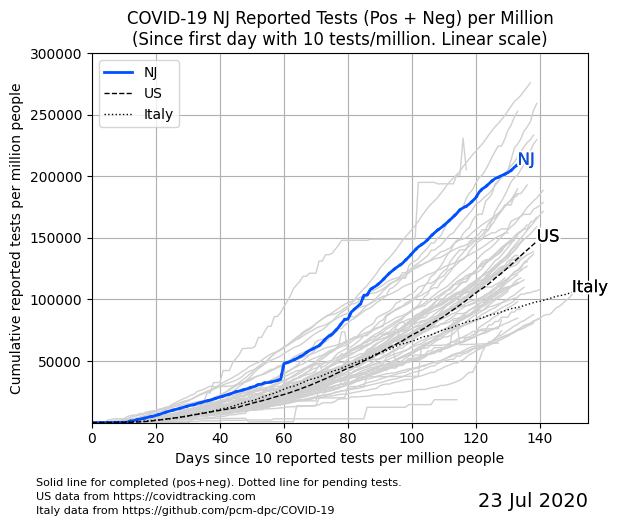 COVID-19 NJ Reported Tests (Pos + Neg) per Million
(Since first day with 10 tests/million. Linear scale)
Cumulative reported tests per million people
300000
250000
200000
150000
100000
50000
NJ
US
Italy
NJ
US
Italy
0 20 40 60 80 100 120 140
Days since 10 reported tests per million people
Solid line for completed (pos+neg). Dotted line for pending tests.
US data from https://covidtracking.com
Italy data from https://github.com/pcm-dpc/COVID-19
23 Jul 2020